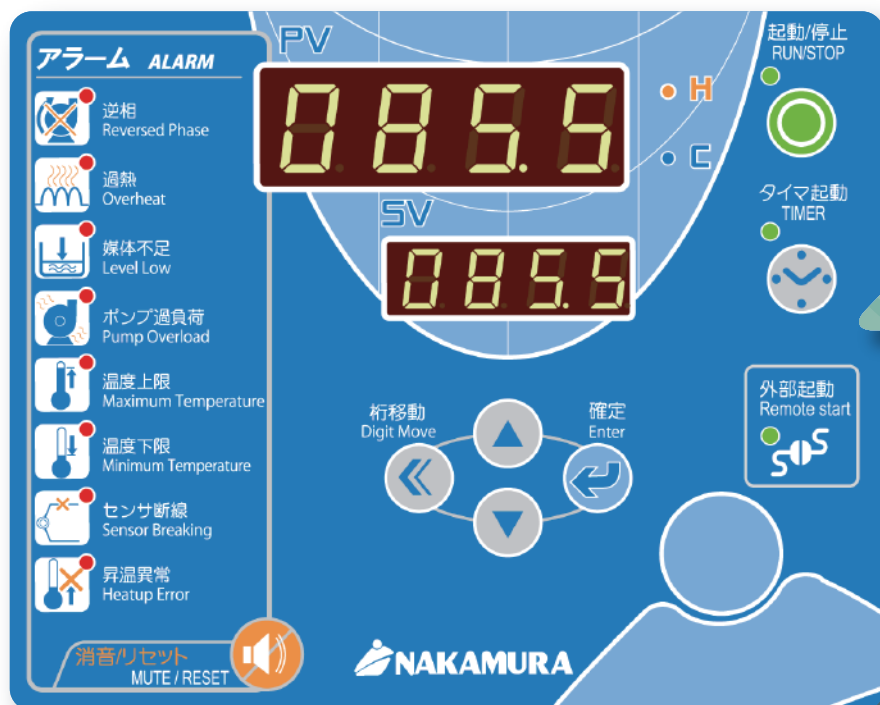 アラーム ALARM
逆相
Reversed Phase
過熱
Overheat
媒体不足
Level Low
ポンプ過負荷
Pump Overload
温度上限
Maximum Temperature
温度下限
Minimum Temperature
センサ断線
Sensor Breaking
昇温異常
Heatup Error
消音/リセット
MUTE / RESET
PV
085.5
H
C
SV
085.5
桁移動
Digit Move
確定
Enter
NAKAMURA
起動/停止
RUN/STOP
タイマ起動
TIMER
外部起動
Remote start
S S